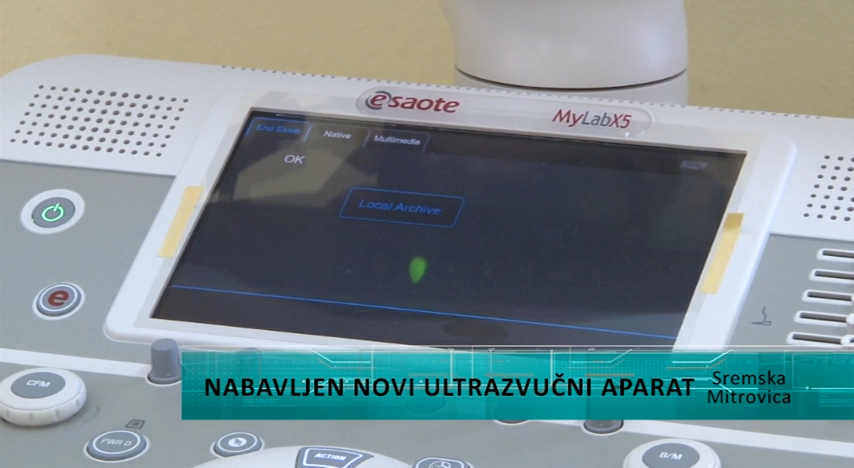 esaote
MyLabX5
End Exam
Native
Multimedia
OK
Local Archive
e
CFM
PWR D
ACTION
B/M
NABAVLJEN NOVI ULTRAZVUČNI APARAT
Sremska
Mitrovica